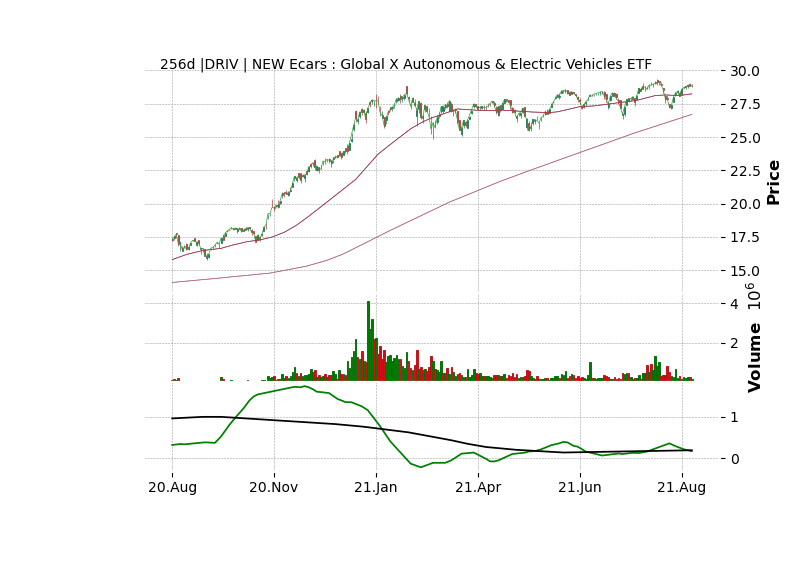 256d |DRIV | NEW Ecars : Global X Autonomous & Electric Vehicles ETF
30.0
27.5
25.0
22.5
20.0
17.5
15.0
Price
4
2
Volume 10^6
1
0
20.Aug 20.Nov 21.Jan 21.Apr 21.Jun 21.Aug